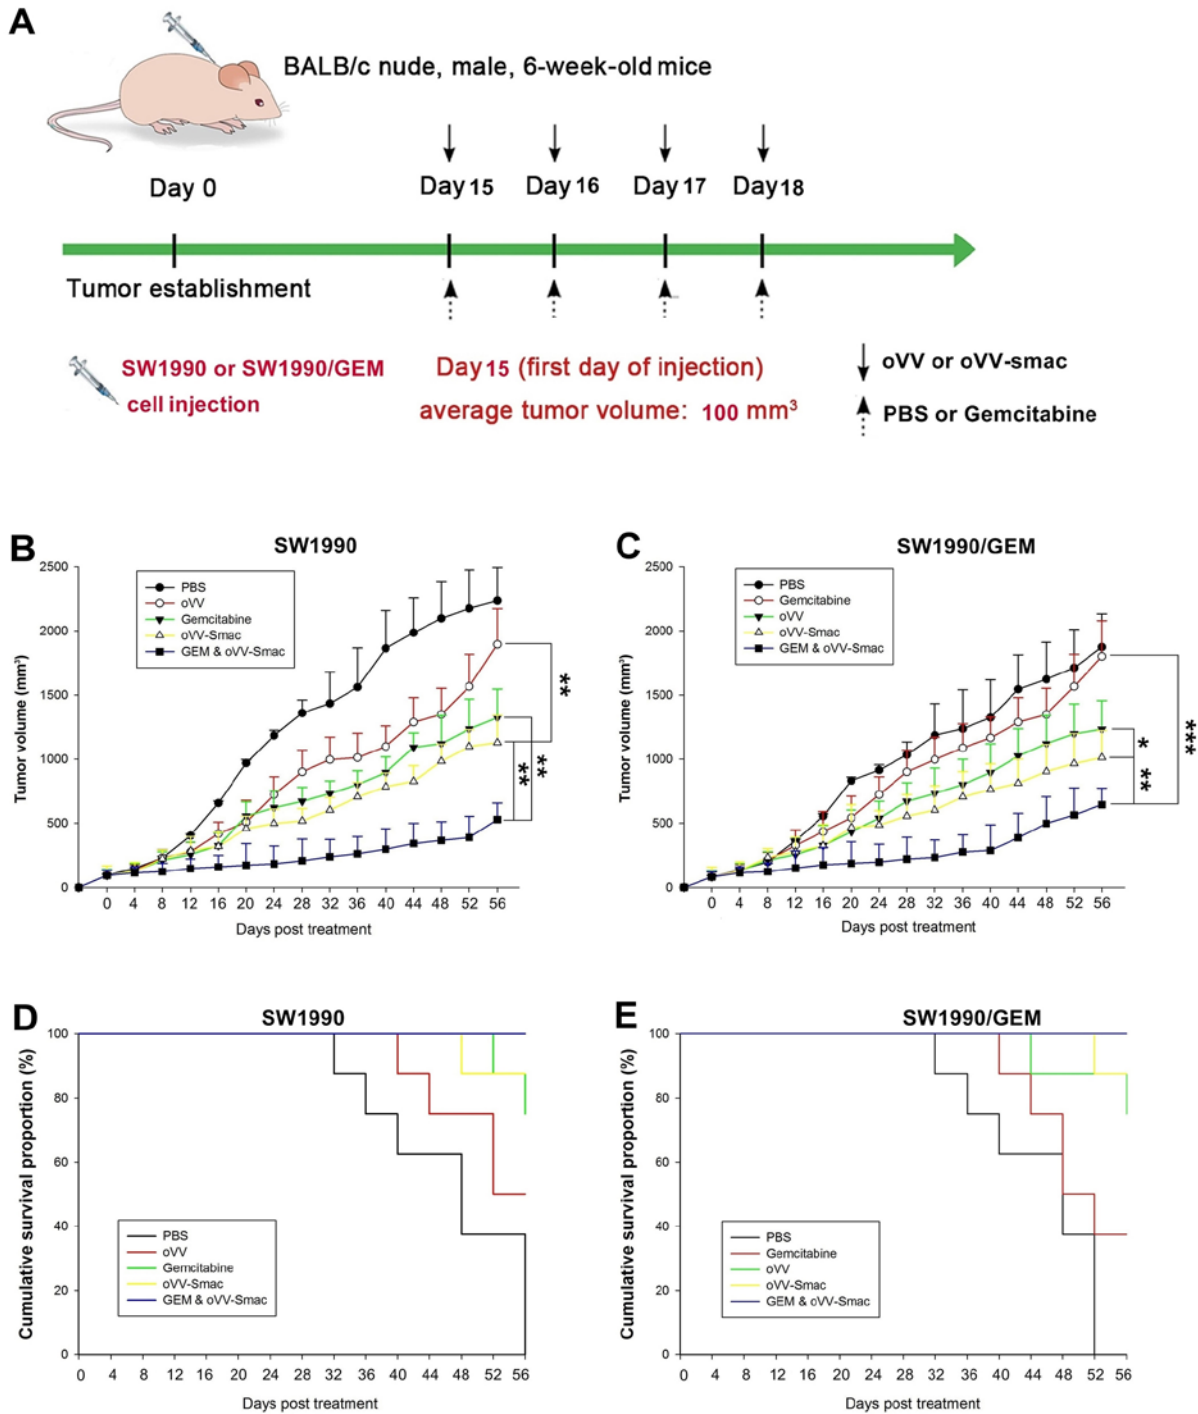 A
BALB/c nude, male, 6-week-old mice
Day 0
Day 15
Day 16
Day 17
Day 18
Tumor establishment
SW1990 or SW1990/GEM
cell injection
Day 15 (first day of injection)
average tumor volume: 100 mm³
oVV or oVV-smac
PBS or Gemcitabine
B
SW1990
Tumor volume (mm³)
2500
2000
1500
1000
500
0
PBS
oVV
Gemcitabine
oVV-Smac
GEM & oVV-Smac
**
**
**
0 4 8 12 16 20 24 28 32 36 40 44 48 52 56
Days post treatment
C
SW1990/GEM
Tumor volume (mm³)
2500
2000
1500
1000
500
0
PBS
Gemcitabine
oVV
oVV-Smac
GEM & oVV-Smac
*
**
***
0 4 8 12 16 20 24 28 32 36 40 44 48 52 56
Days post treatment
D
SW1990
Cumulative survival proportion (%)
100
80
60
40
20
0
PBS
oVV
Gemcitabine
oVV-Smac
GEM & oVV-Smac
0 4 8 12 16 20 24 28 32 36 40 44 48 52 56
Days post treatment
E
SW1990/GEM
Cumulative survival proportion (%)
100
80
60
40
20
0
PBS
Gemcitabine
oVV
oVV-Smac
GEM & oVV-Smac
0 4 8 12 16 20 24 28 32 36 40 44 48 52 56
Days post treatment